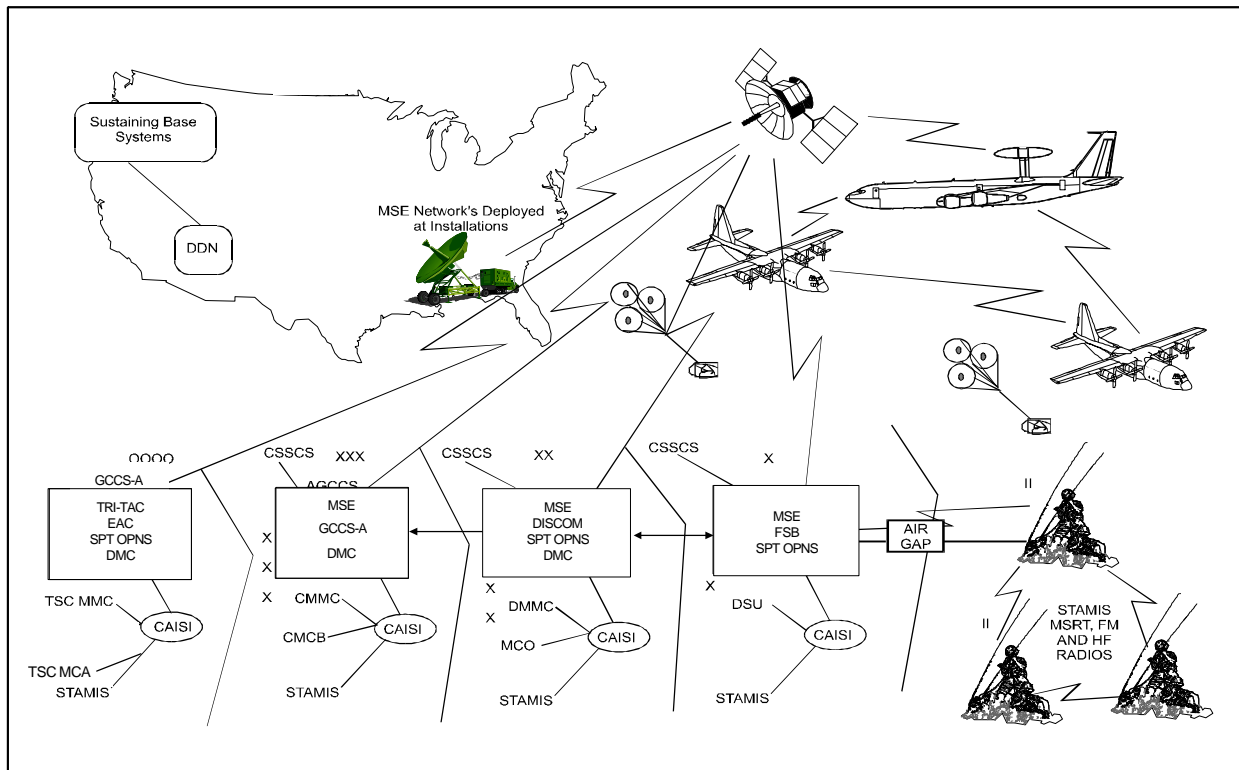 Sustaining Base
Systems
DDN
MSE Network's Deployed
at Installations
OOOO
GCCS-A
TRI-TAC
EAC
SPT OPNS
DMC
TSC MMC
CAISI
TSC MCA
STAMIS
CSSCS
XXX
AGCCS
MSE
GCCS-A
DMC
X
X
X
CMMC
CMCB
CAISI
STAMIS
CSSCS
XX
MSE
DISCOM
SPT OPNS
DMC
X
X
DMMC
MCO
CAISI
STAMIS
CSSCS
X
MSE
FSB
SPT OPNS
X
DSU
CAISI
STAMIS
AIR
GAP
II
II
STAMIS
MSRT, FM
AND HF
RADIOS